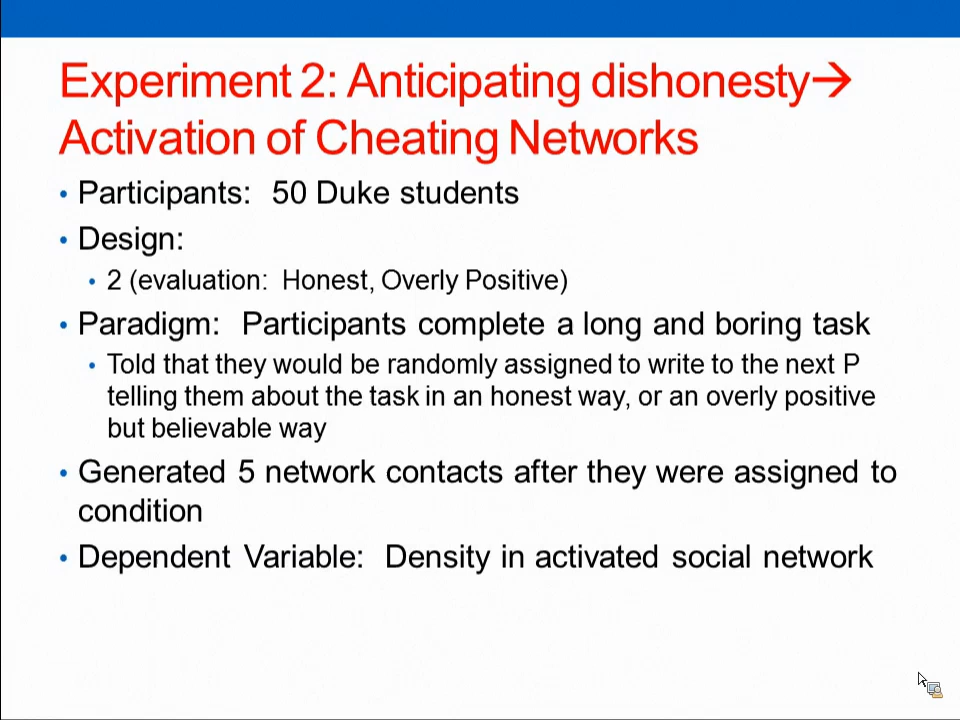 Experiment 2: Anticipating dishonesty→
Activation of Cheating Networks
• Participants: 50 Duke students
• Design:
• 2 (evaluation: Honest, Overly Positive)
• Paradigm: Participants complete a long and boring task
• Told that they would be randomly assigned to write to the next P
telling them about the task in an honest way, or an overly positive
but believable way
• Generated 5 network contacts after they were assigned to
condition
• Dependent Variable: Density in activated social network